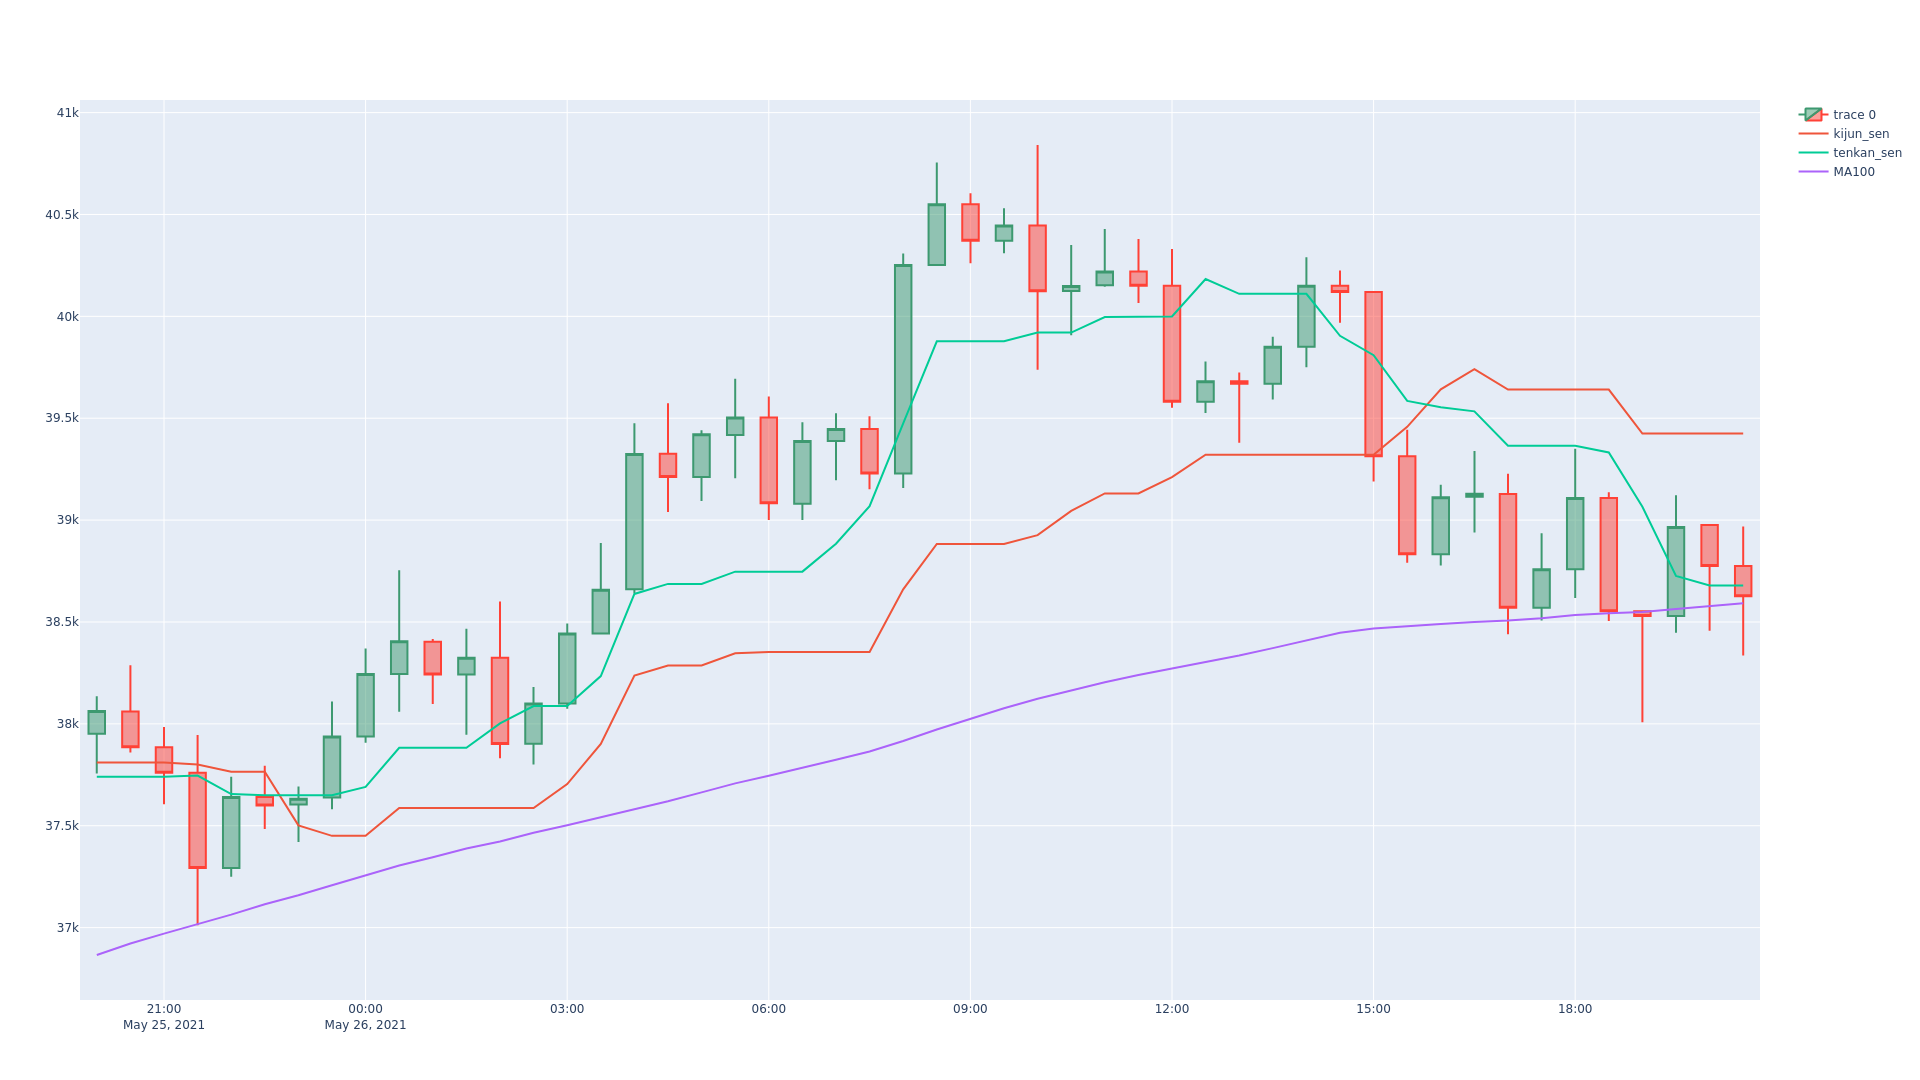 41k
40.5k
40k
39.5k
39k
38.5k
38k
37.5k
37k
21:00
May 25, 2021
00:00
May 26, 2021
03:00
06:00
09:00
12:00
15:00
18:00
trace 0
kijun_sen
tenkan_sen
MA100